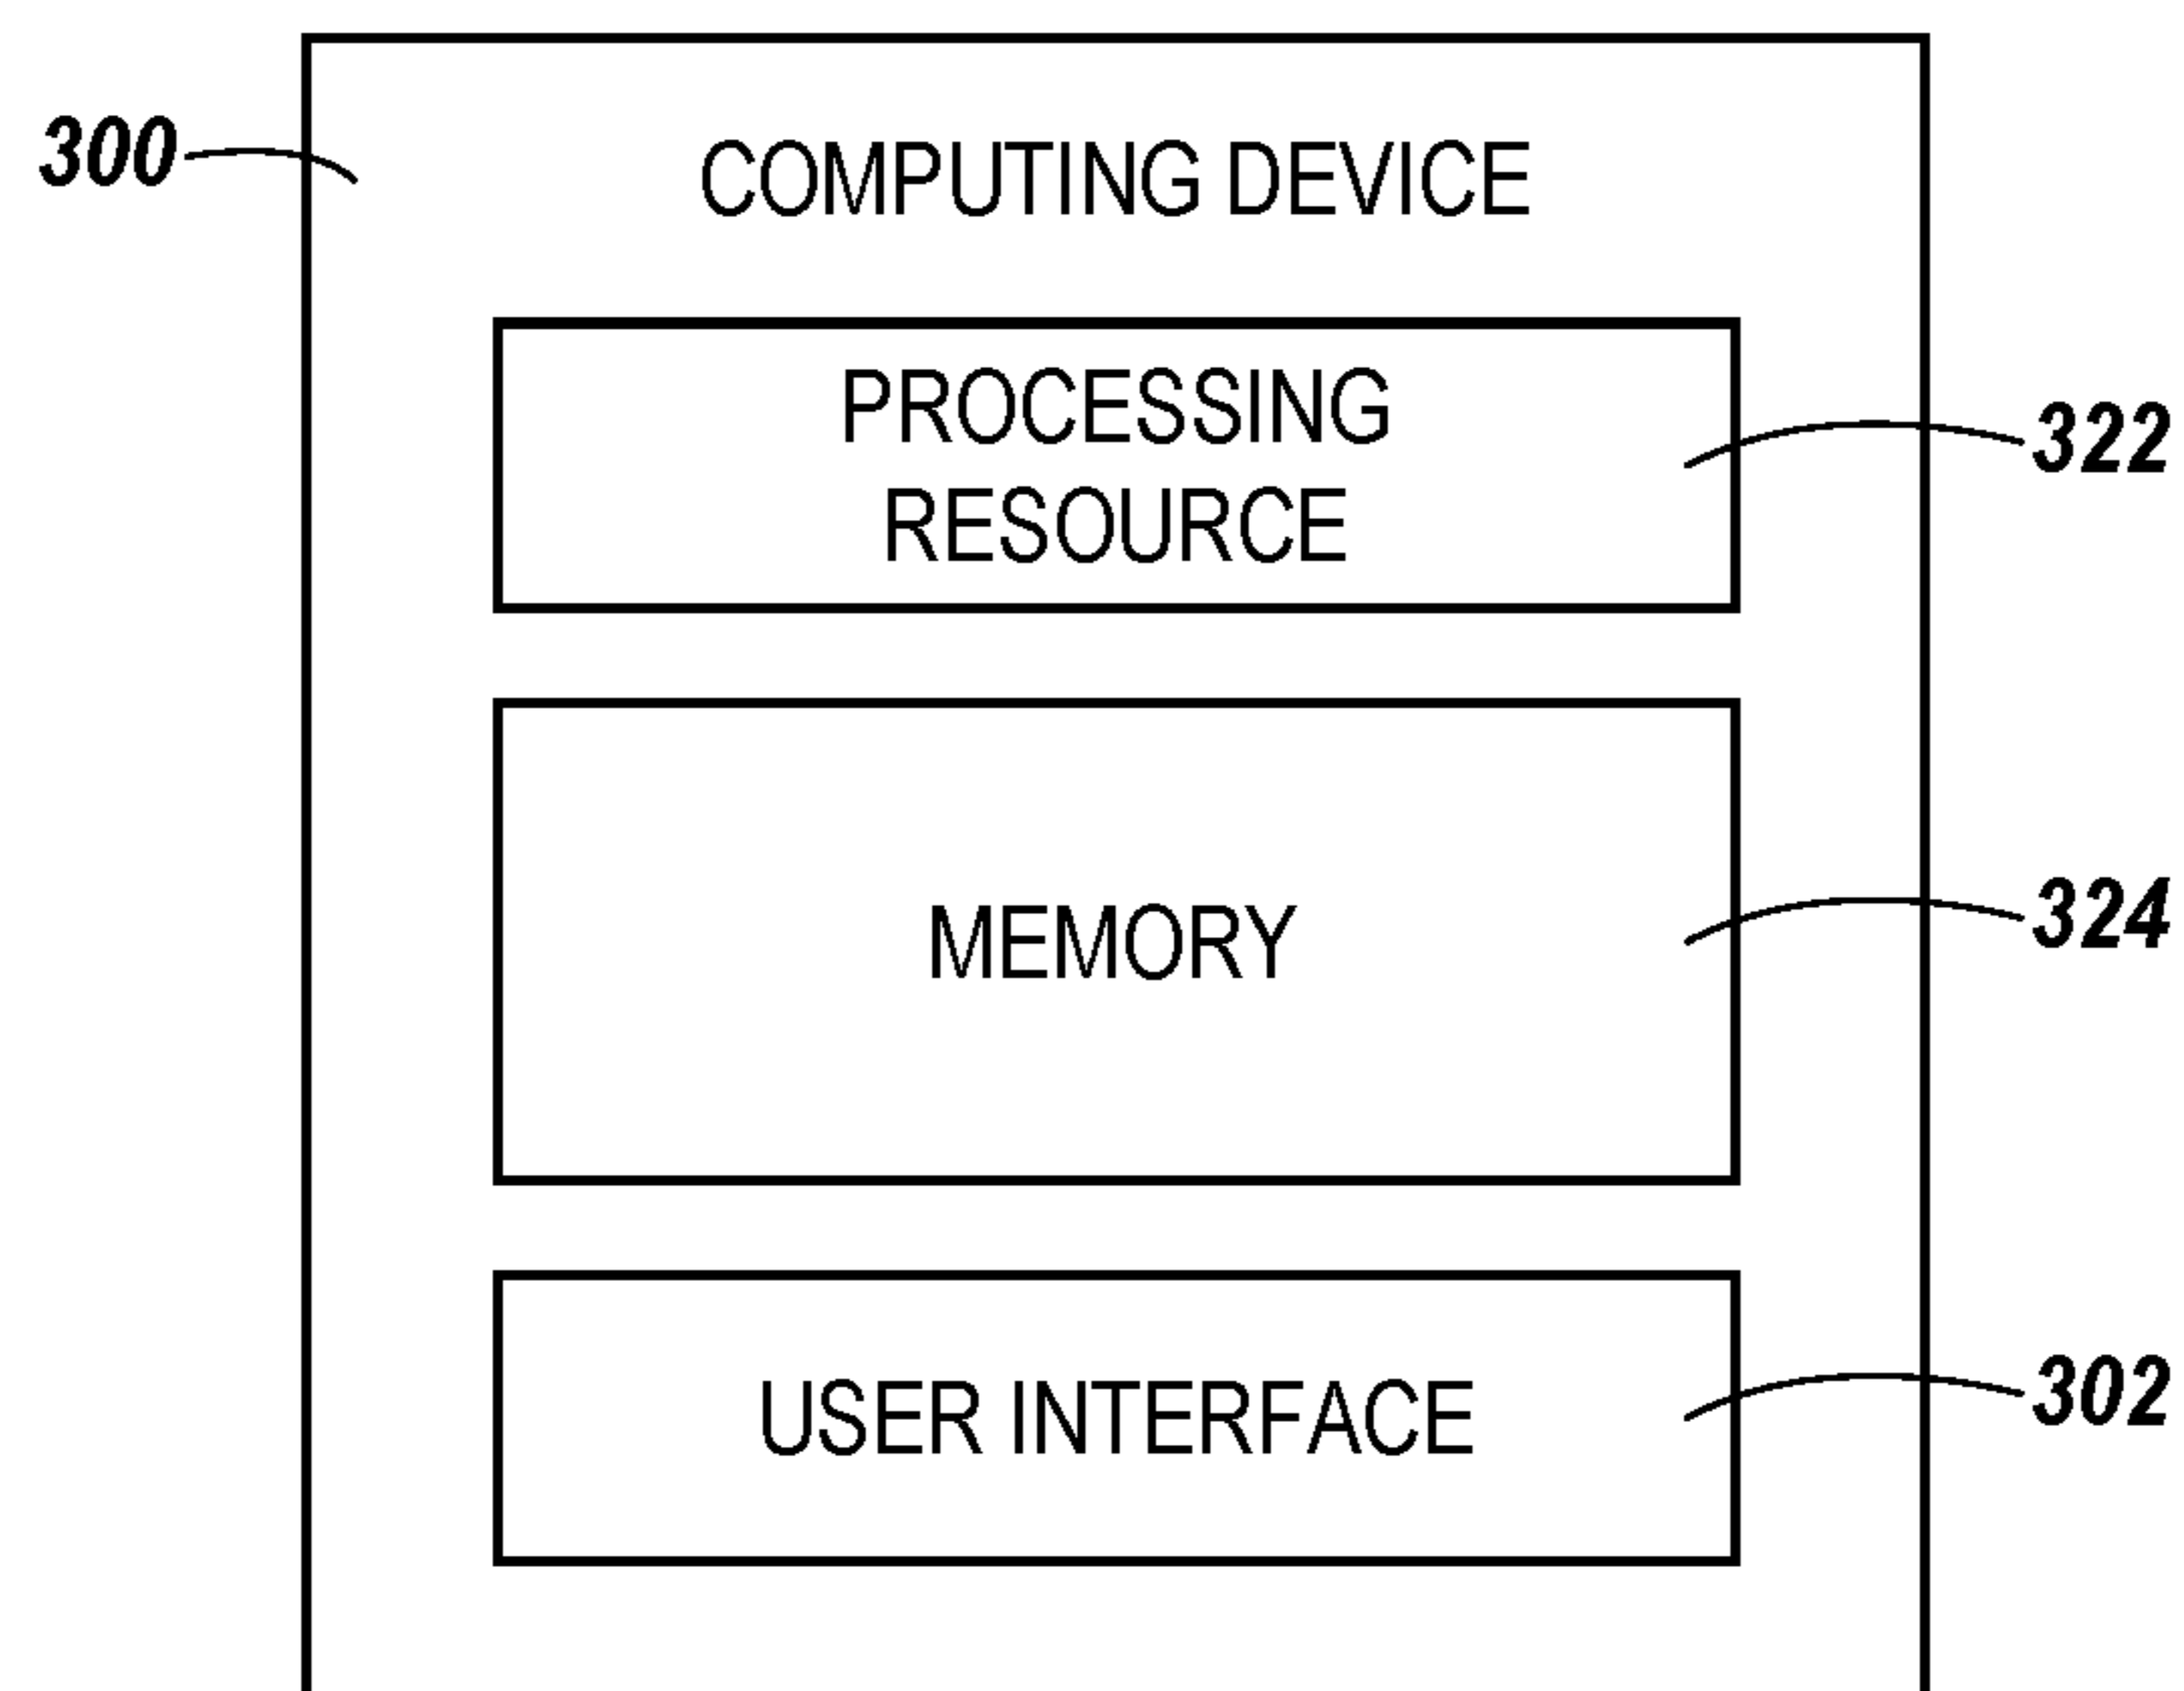 300
COMPUTING DEVICE
PROCESSING
RESOURCE
322
MEMORY
324
USER INTERFACE
302